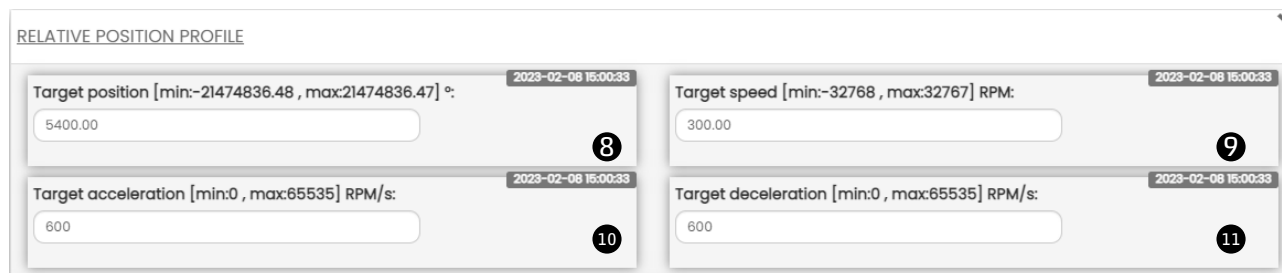 RELATIVE POSITION PROFILE
2023-02-08 15:00:33
Target position [min:-21474836.48 , max:21474836.47] º:
5400.00
8
2023-02-08 15:00:33
Target speed [min:-32768 , max:32767] RPM:
300.00
9
2023-02-08 15:00:33
Target acceleration [min:0 , max:65535] RPM/s:
600
10
2023-02-08 15:00:33
Target deceleration [min:0 , max:65535] RPM/s:
600
11